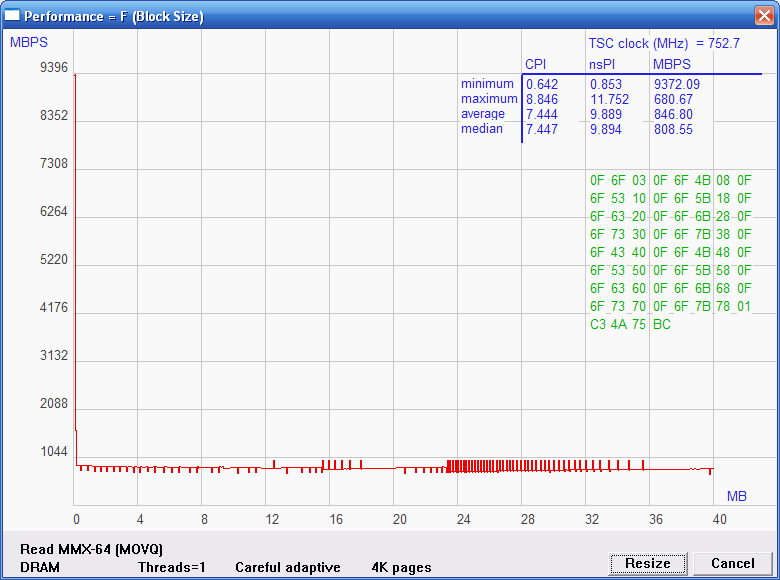 Performance = F (Block Size)
MBPS
TSC clock (MHz) = 752.7
CPI nsPI MBPS
minimum 0.642 0.853 9372.09
maximum 8.846 11.752 680.67
average 7.444 9.889 846.80
median 7.447 9.894 808.55
9396
8352
7308
6264
5220
4176
3132
2088
1044
0F 6F 03 0F 6F 4B 08 0F
6F 53 10 0F 6F 5B 18 0F
6F 63 20 0F 6F 6B 28 0F
6F 73 30 0F 6F 7B 38 0F
6F 43 40 0F 6F 4B 48 0F
6F 53 50 0F 6F 5B 58 0F
6F 63 60 0F 6F 6B 68 0F
6F 73 70 0F 6F 7B 78 01
C3 4A 75 BC
MB
0 4 8 12 16 20 24 28 32 36 40
Read MMX-64 (MOVQ)
DRAM Threads=1 Careful adaptive 4K pages
Resize Cancel